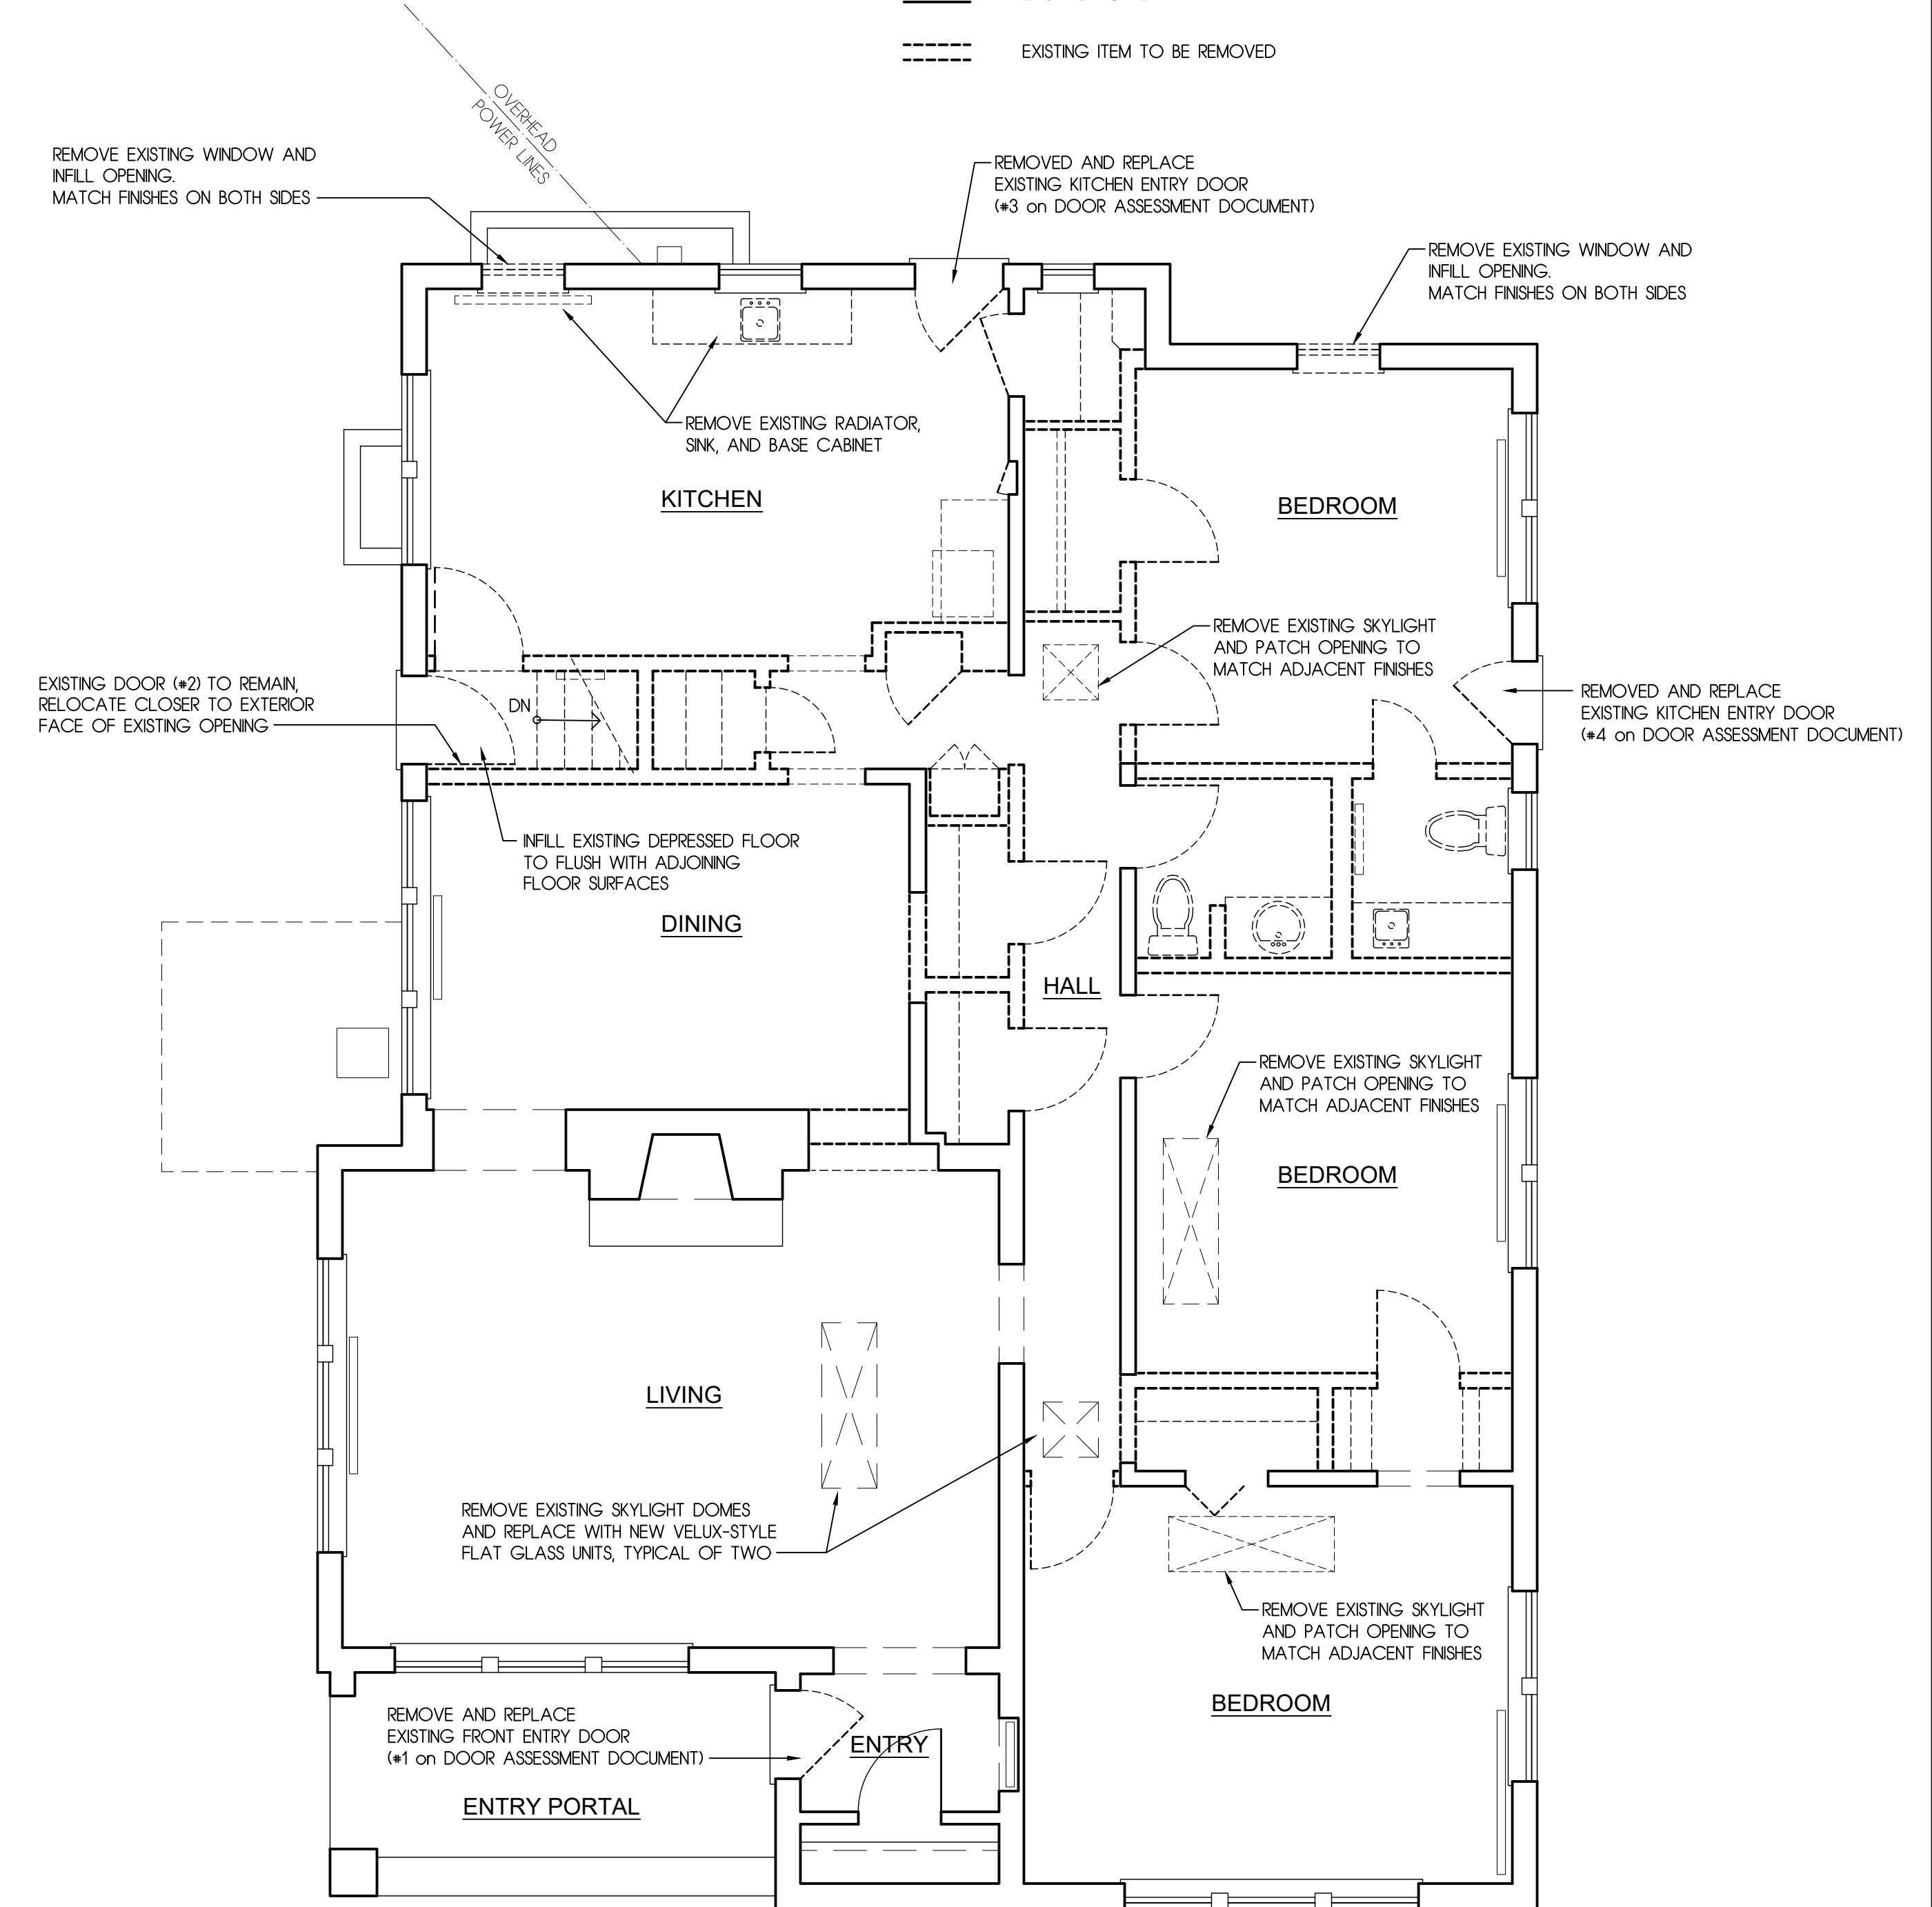 EXISTING ITEM TO BE REMOVED
OVERHEAD
POWER LINES
REMOVE EXISTING WINDOW AND
INFILL OPENING.
MATCH FINISHES ON BOTH SIDES
REMOVED AND REPLACE
EXISTING KITCHEN ENTRY DOOR
(#3 on DOOR ASSESSMENT DOCUMENT)
REMOVE EXISTING WINDOW AND
INFILL OPENING.
MATCH FINISHES ON BOTH SIDES
REMOVE EXISTING RADIATOR,
SINK, AND BASE CABINET
KITCHEN
BEDROOM
REMOVE EXISTING SKYLIGHT
AND PATCH OPENING TO
MATCH ADJACENT FINISHES
EXISTING DOOR (#2) TO REMAIN,
RELOCATE CLOSER TO EXTERIOR
FACE OF EXISTING OPENING
DN
REMOVED AND REPLACE
EXISTING KITCHEN ENTRY DOOR
(#4 on DOOR ASSESSMENT DOCUMENT)
INFILL EXISTING DEPRESSED FLOOR
TO FLUSH WITH ADJOINING
FLOOR SURFACES
DINING
HALL
REMOVE EXISTING SKYLIGHT
AND PATCH OPENING TO
MATCH ADJACENT FINISHES
BEDROOM
LIVING
REMOVE EXISTING SKYLIGHT DOMES
AND REPLACE WITH NEW VELUX-STYLE
FLAT GLASS UNITS, TYPICAL OF TWO
REMOVE EXISTING SKYLIGHT
AND PATCH OPENING TO
MATCH ADJACENT FINISHES
BEDROOM
REMOVE AND REPLACE
EXISTING FRONT ENTRY DOOR
(#1 on DOOR ASSESSMENT DOCUMENT)
ENTRY
ENTRY PORTAL